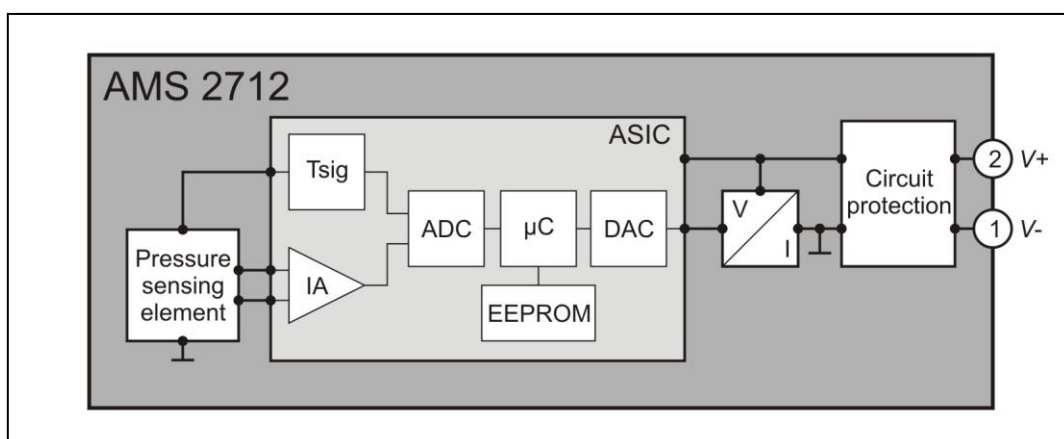 AMS 2712
ASIC
Tsig
ADC
µC
DAC
IA
EEPROM
Pressure
sensing
element
V
I
Circuit
protection
2 V+
1 V-